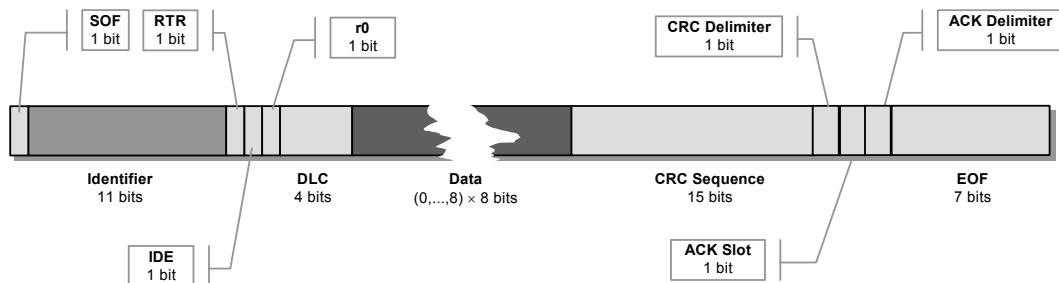 SOF
1 bit
RTR
1 bit
r0
1 bit
CRC Delimiter
1 bit
ACK Delimiter
1 bit
Identifier
11 bits
DLC
4 bits
Data
(0,...,8) × 8 bits
CRC Sequence
15 bits
EOF
7 bits
IDE
1 bit
ACK Slot
1 bit